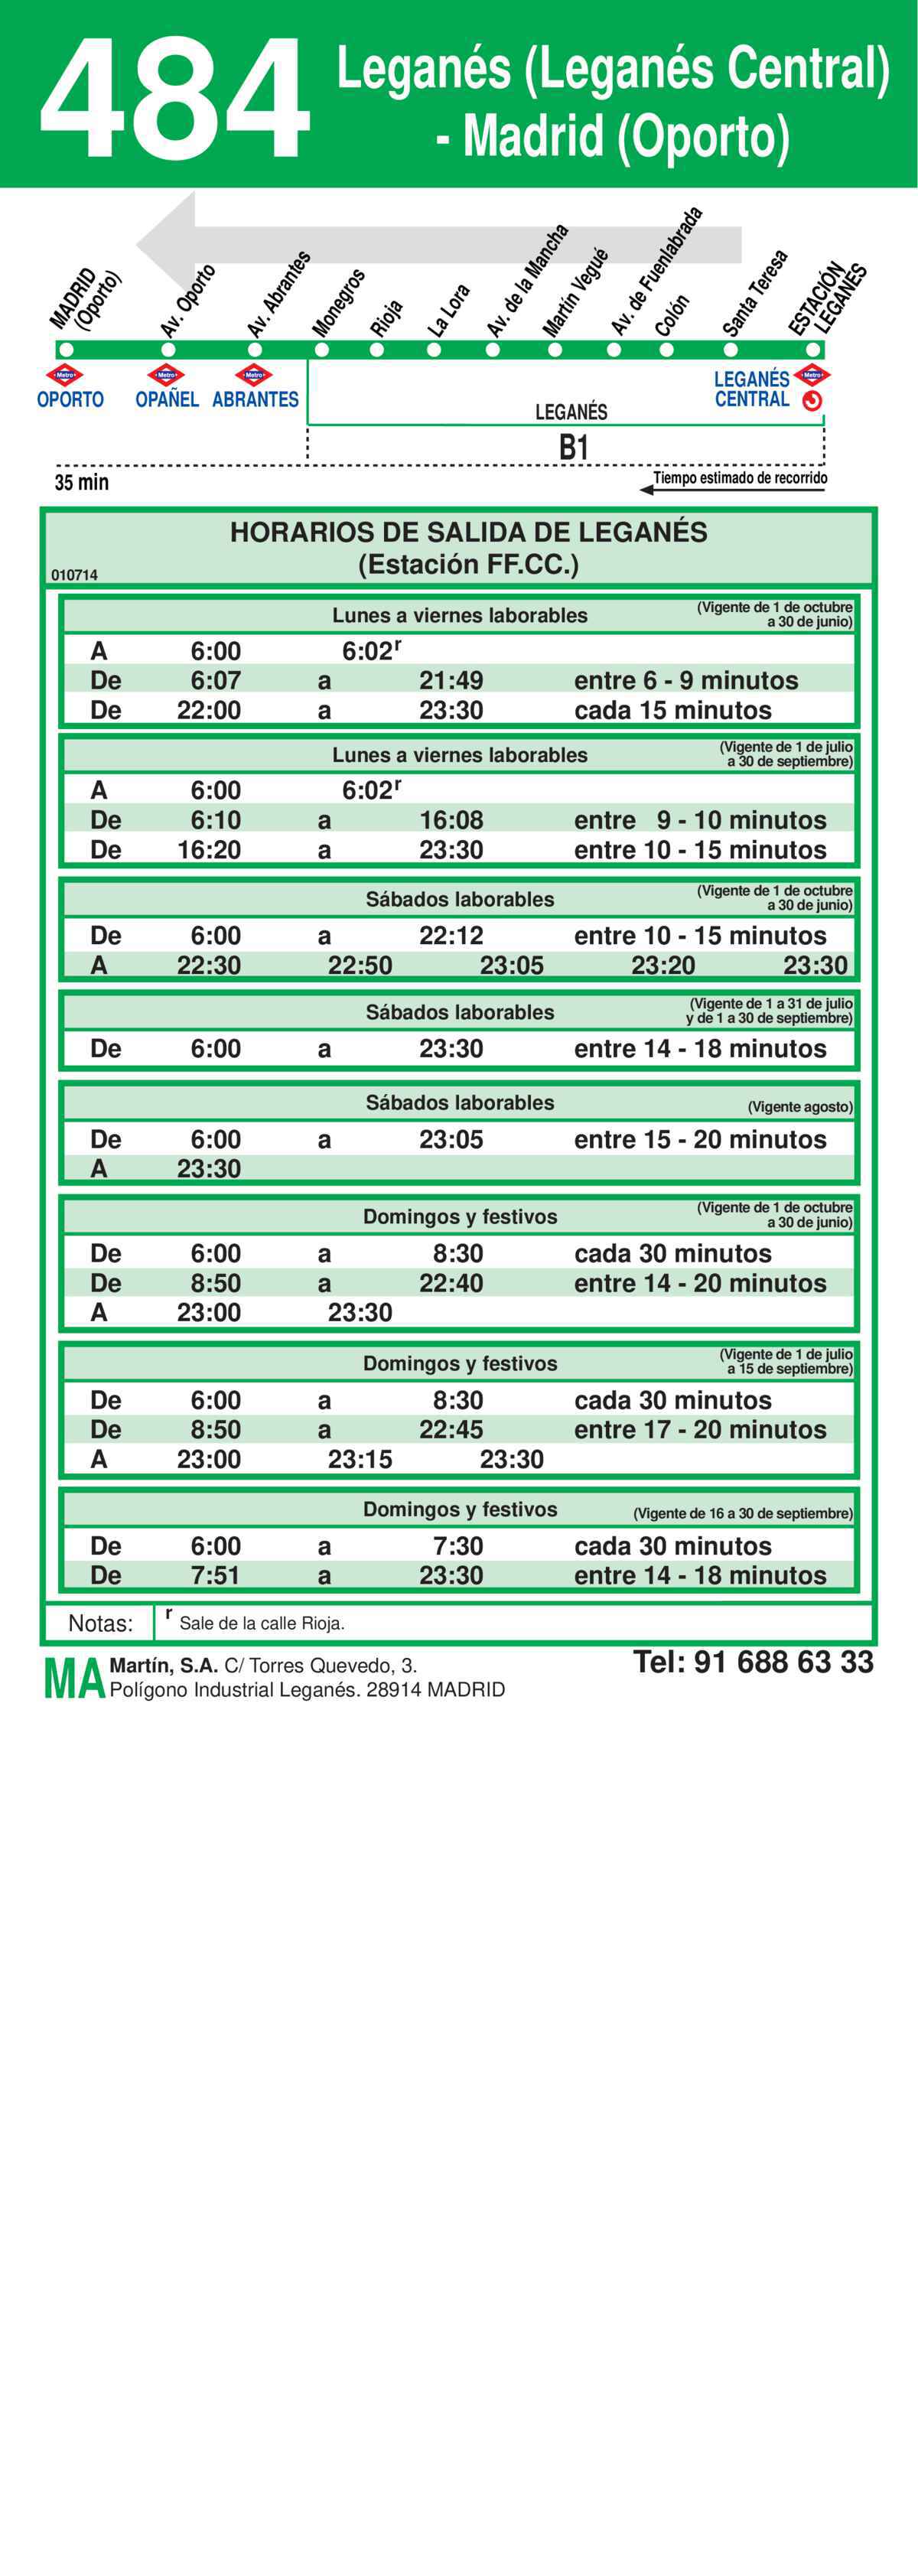 484
Leganés (Leganés Central)
- Madrid (Oporto)
MADRID
(Oporto)
Av. Oporto
Av. Abrantes
Monegros
Rioja
La Lora
Av. de la Mancha
Martín Vegué
Av. de Fuenlabrada
Colón
Santa Teresa
ESTACIÓN
LEGANÉS
Metro
Metro
Metro
Metro
OPORTO
OPAÑEL
ABRANTES
LEGANÉS
CENTRAL
LEGANÉS
B1
35 min
Tiempo estimado de recorrido
HORARIOS DE SALIDA DE LEGANÉS
(Estación FF.CC.)
010714
Lunes a viernes laborables (Vigente de 1 de octubre
a 30 de junio)
A 6:00 6:02r
De 6:07 a 21:49 entre 6 - 9 minutos
De 22:00 a 23:30 cada 15 minutos
Lunes a viernes laborables (Vigente de 1 de julio
a 30 de septiembre)
A 6:00 6:02r
De 6:10 a 16:08 entre 9 - 10 minutos
De 16:20 a 23:30 entre 10 - 15 minutos
Sábados laborables (Vigente de 1 de octubre
a 30 de junio)
De 6:00 a 22:12 entre 10 - 15 minutos
A 22:30 22:50 23:05 23:20 23:30
Sábados laborables (Vigente de 1 a 31 de julio
y de 1 a 30 de septiembre)
De 6:00 a 23:30 entre 14 - 18 minutos
Sábados laborables (Vigente agosto)
De 6:00 a 23:05 entre 15 - 20 minutos
A 23:30
Domingos y festivos (Vigente de 1 de octubre
a 30 de junio)
De 6:00 a 8:30 cada 30 minutos
De 8:50 a 22:40 entre 14 - 20 minutos
A 23:00 23:30
Domingos y festivos (Vigente de 1 de julio
a 15 de septiembre)
De 6:00 a 8:30 cada 30 minutos
De 8:50 a 22:45 entre 17 - 20 minutos
A 23:00 23:15 23:30
Domingos y festivos (Vigente de 16 a 30 de septiembre)
De 6:00 a 7:30 cada 30 minutos
De 7:51 a 23:30 entre 14 - 18 minutos
Notas: r Sale de la calle Rioja.
MA Martín, S.A. C/ Torres Quevedo, 3.
Polígono Industrial Leganés. 28914 MADRID
Tel: 91 688 63 33